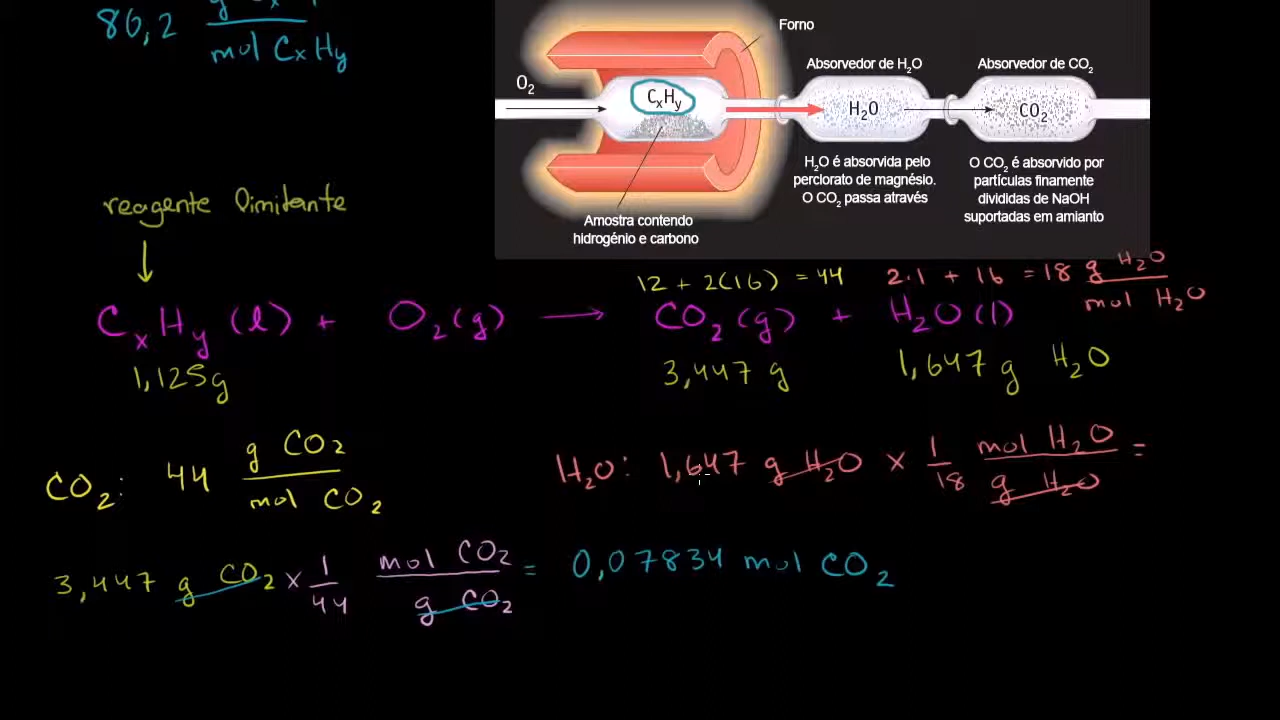 86,2
mol CxHy
Forno
O₂
CxHy
Absorvedor de H₂O
H₂O
Absorvedor de CO₂
CO₂
Amostra contendo
hidrogénio e carbono
H₂O é absorvida pelo
perclorato de magnésio.
O CO₂ passa através
O CO₂ é absorvido por
partículas finamente
divididas de NaOH
suportadas em amianto
reagente limitante
12 + 2(16) = 44
2·1 + 16 = 18 g H₂O / mol H₂O
CxHy (l) + O₂(g) → CO₂(g) + H₂O(l)
1,125g 3,447 g 1,647 g H₂O
CO₂: 44 g CO₂ / mol CO₂
H₂O: 1,647 g H₂O × 1/18 mol H₂O / g H₂O =
3,447 g CO₂ × 1/44 mol CO₂ / g CO₂ = 0,07834 mol CO₂